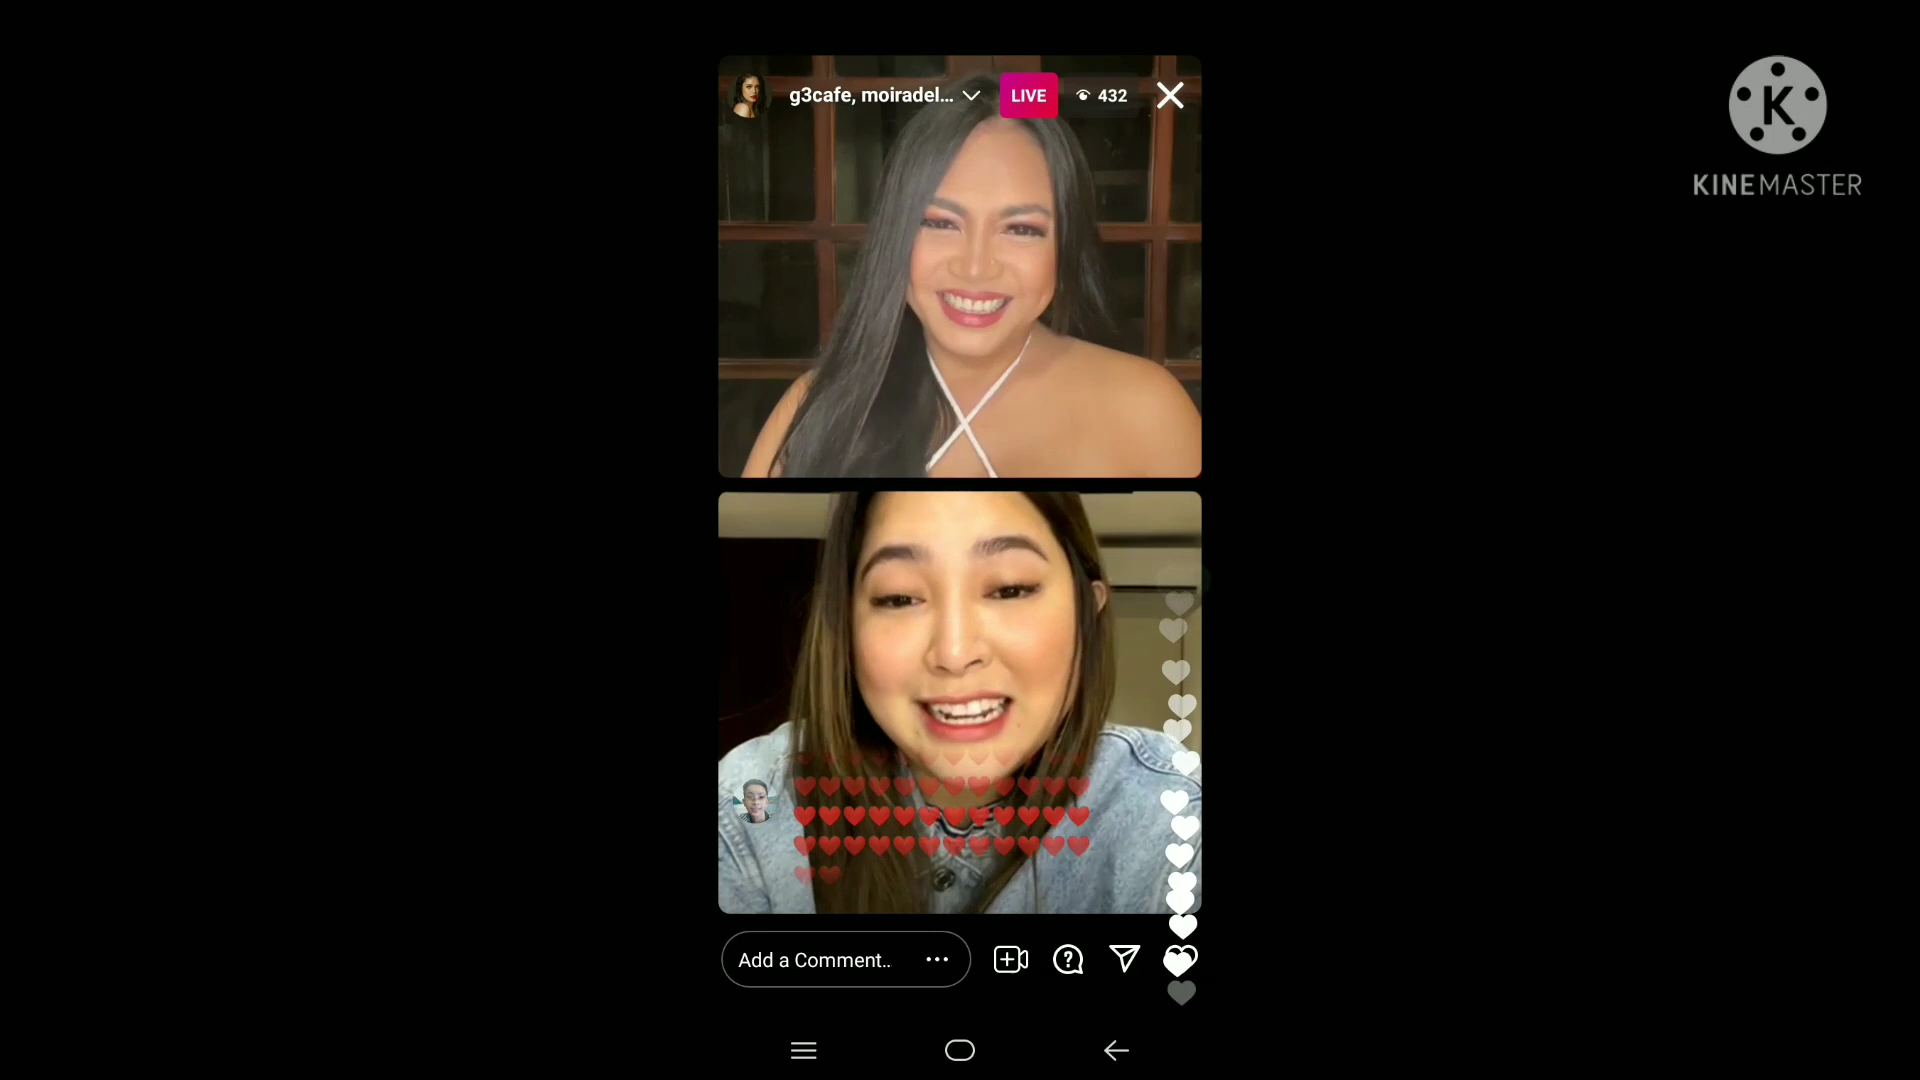 g3cafe, moiradel...
LIVE
432
K
KINEMASTER
Add a Comment..